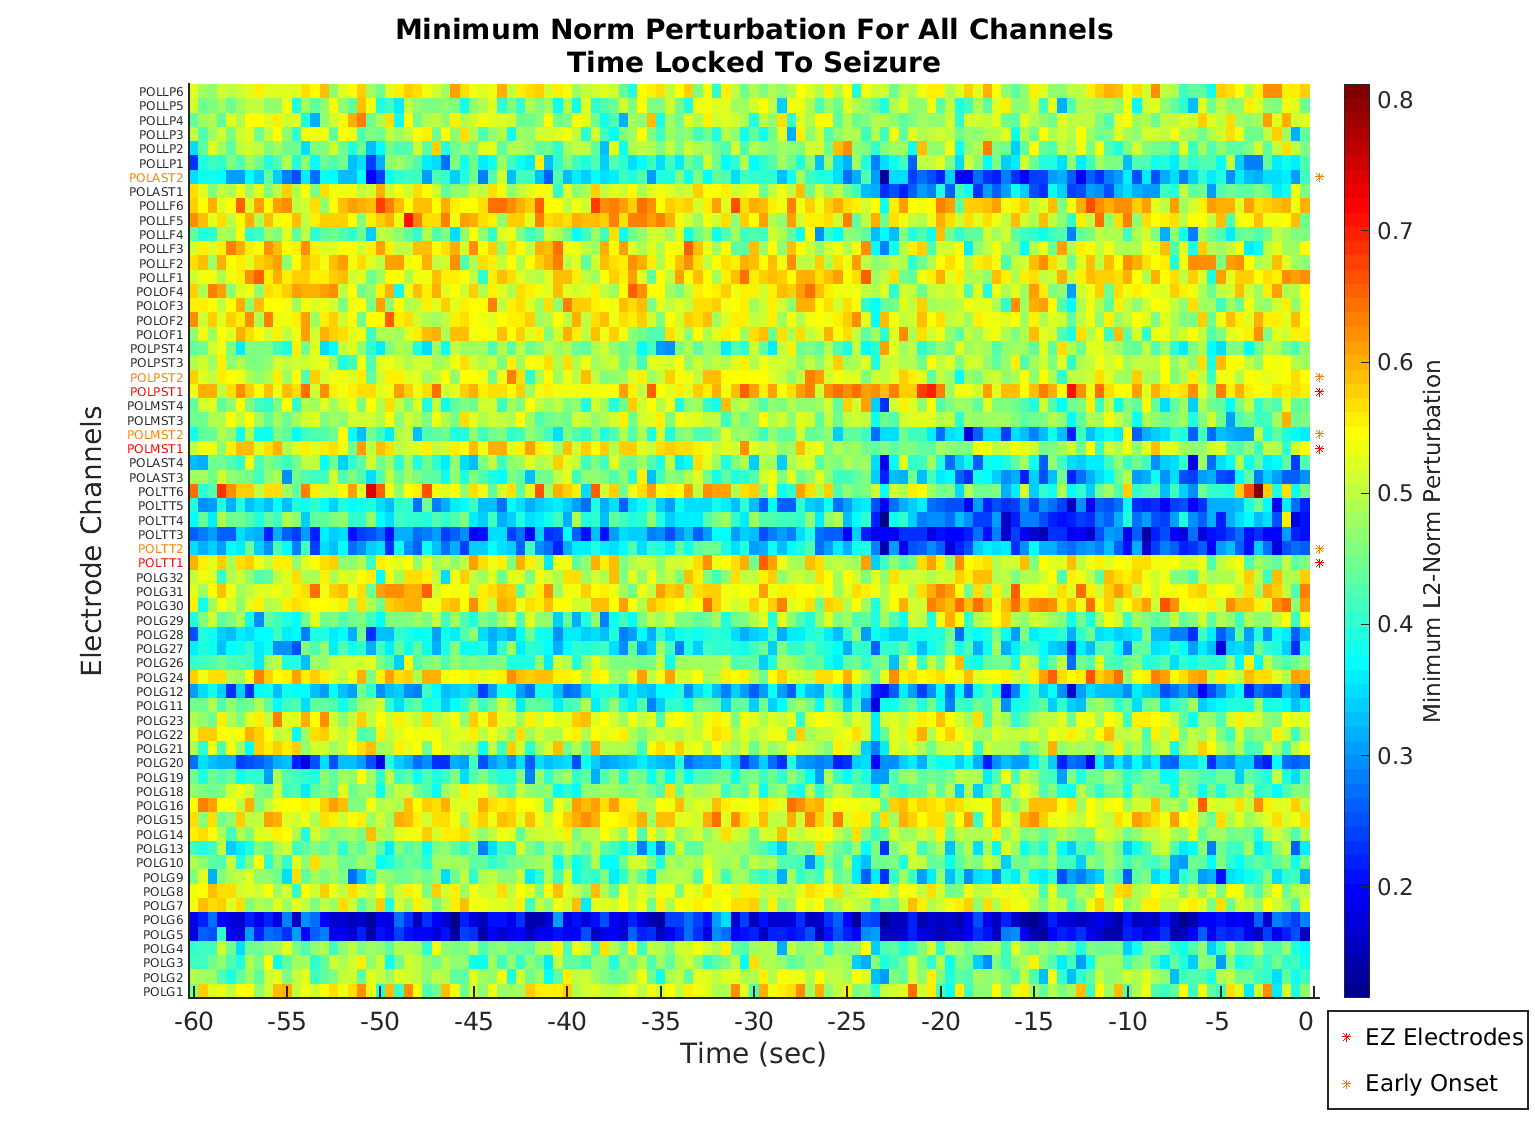 Minimum Norm Perturbation For All Channels
Time Locked To Seizure
Electrode Channels
POLLP6
POLLP5
POLLP4
POLLP3
POLLP2
POLLP1
POLAST2
POLAST1
POLLF6
POLLF5
POLLF4
POLLF3
POLLF2
POLLF1
POLOF4
POLOF3
POLOF2
POLOF1
POLPST4
POLPST3
POLPST2
POLPST1
POLMST4
POLMST3
POLMST2
POLMST1
POLAST4
POLAST3
POLTT6
POLTT5
POLTT4
POLTT3
POLTT2
POLTT1
POLG32
POLG31
POLG30
POLG29
POLG28
POLG27
POLG26
POLG24
POLG12
POLG11
POLG23
POLG22
POLG21
POLG20
POLG19
POLG18
POLG16
POLG15
POLG14
POLG13
POLG10
POLG9
POLG8
POLG7
POLG6
POLG5
POLG4
POLG3
POLG2
POLG1
-60 -55 -50 -45 -40 -35 -30 -25 -20 -15 -10 -5 0
Time (sec)
0.8
0.7
0.6
0.5
0.4
0.3
0.2
Minimum L2-Norm Perturbation
EZ Electrodes
Early Onset